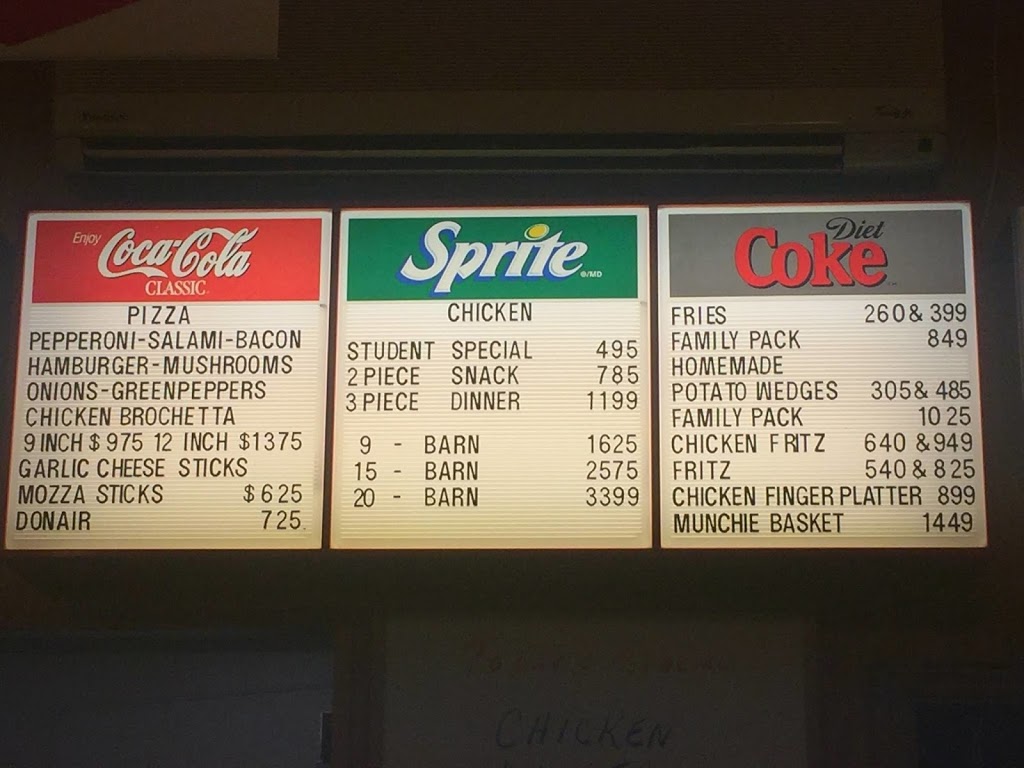 Enjoy
Coca-Cola
CLASSIC
PIZZA
PEPPERONI-SALAMI-BACON
HAMBURGER-MUSHROOMS
ONIONS-GREENPEPPERS
CHICKEN BROCHETTA
9 INCH $ 975 12 INCH $1375
GARLIC CHEESE STICKS
MOZZA STICKS $625
DONAIR 725
Sprite ®/MD
CHICKEN
STUDENT SPECIAL 495
2 PIECE SNACK 785
3 PIECE DINNER 1199
9 - BARN 1625
15 - BARN 2575
20 - BARN 3399
Diet
Coke
FRIES 260 & 399
FAMILY PACK 849
HOMEMADE
POTATO WEDGES 305 & 485
FAMILY PACK 10 25
CHICKEN FRITZ 640 & 949
FRITZ 540 & 825
CHICKEN FINGER PLATTER 899
MUNCHIE BASKET 1449
CHICKEN